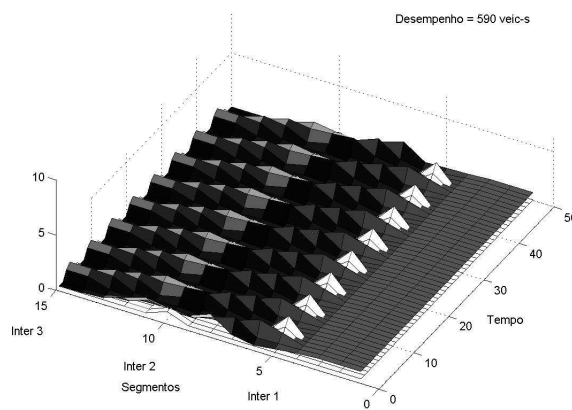 Desempenho = 590 veic-s
10
5
0
15
10
5
0
0
10
20
30
40
50
Inter 3
Inter 2
Inter 1
Segmentos
Tempo